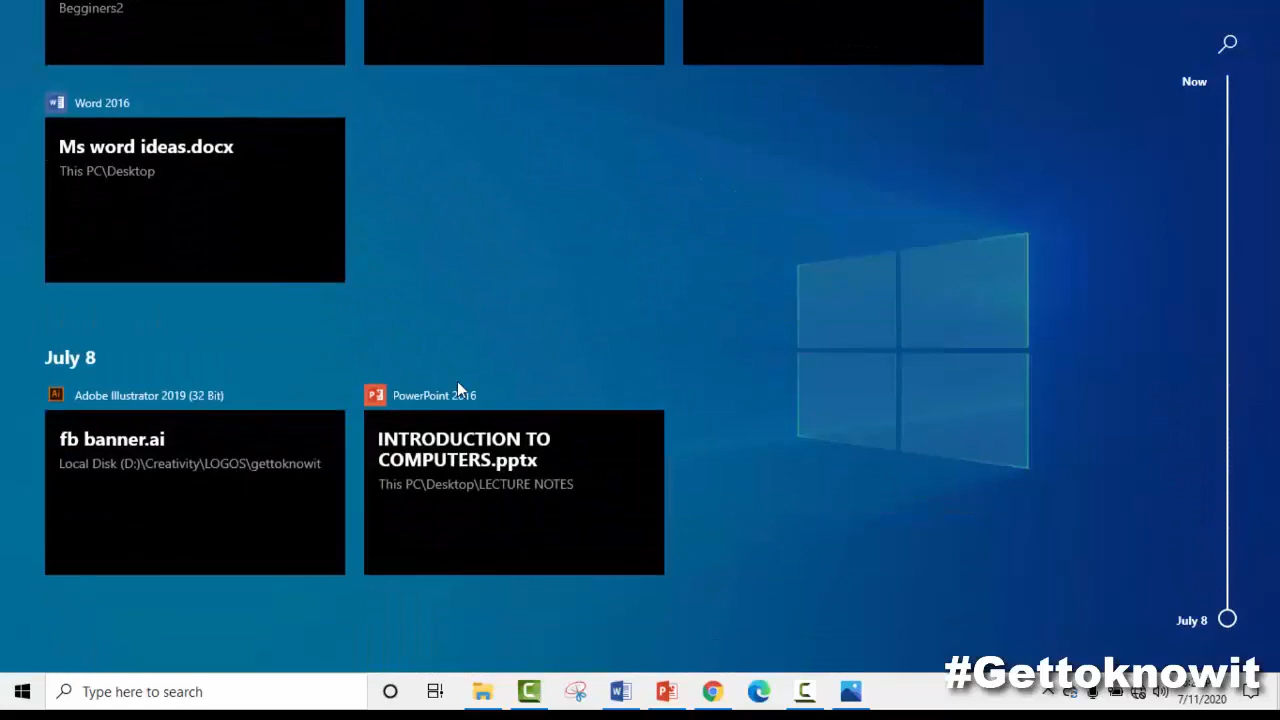 Begginers2
Now
Word 2016
Ms word ideas.docx
This PC\Desktop
July 8
Adobe Illustrator 2019 (32 Bit)
fb banner.ai
Local Disk (D:)\Creativity\LOGOS\gettoknowit
PowerPoint 2016
INTRODUCTION TO
COMPUTERS.pptx
This PC\Desktop\LECTURE NOTES
July 8
#Gettoknowit
Type here to search
7/11/2020